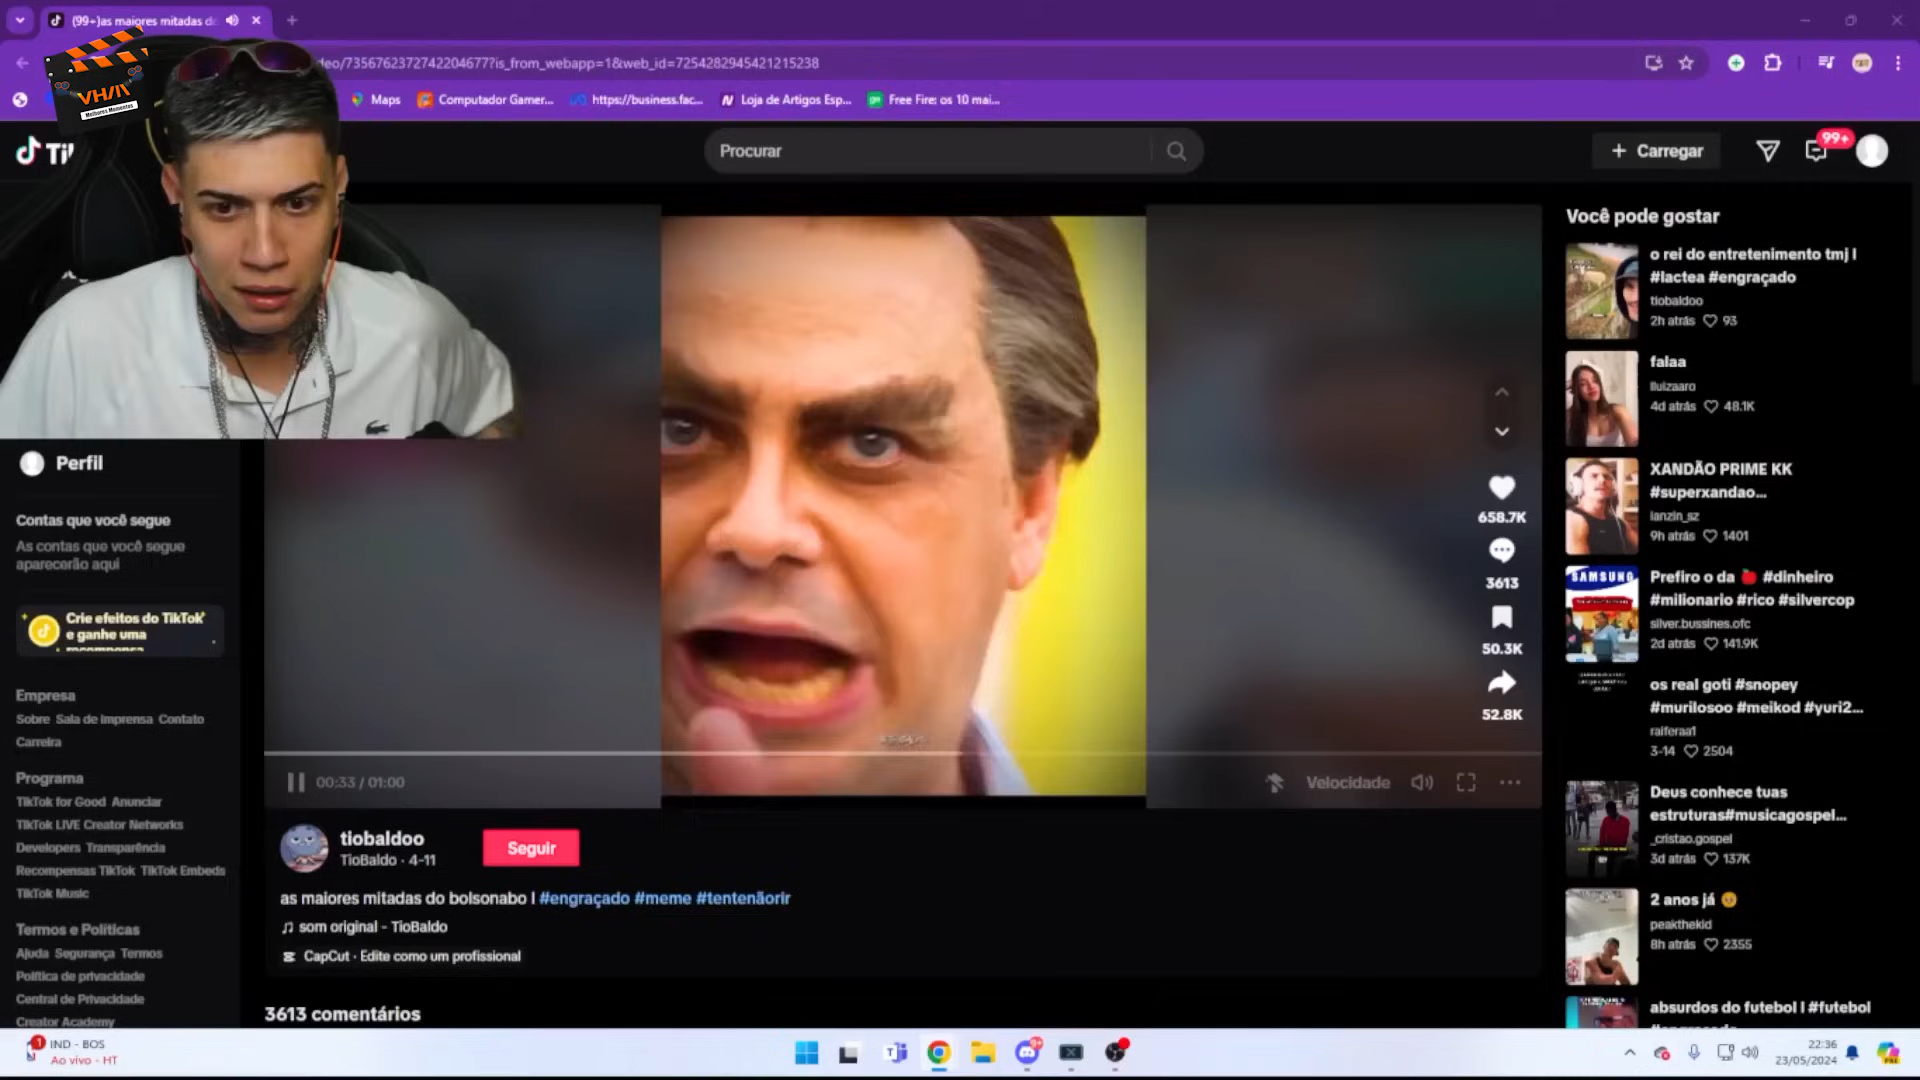 (99+)as maiores mitadas do
deo/7356762372742204677?is_from_webapp=1&web_id=7254282945421215238
Maps
Computador Gamer...
https://business.fac...
Loja de Artigos Esp...
Free Fire: os 10 mai...
VHM
Melhores Momentos
Procurar
+ Carregar
99+
Perfil
Contas que você segue
As contas que você segue
aparecerão aqui
Crie efeitos do TikTok
e ganhe uma
recompensa
Empresa
Sobre Sala de Imprensa Contato
Carreira
Programa
TikTok for Good Anunciar
TikTok LIVE Creator Networks
Developers Transparência
Recompensas TikTok TikTok Embeds
TikTok Music
Termos e Políticas
Ajuda Segurança Termos
Política de privacidade
Central de Privacidade
Creator Academy
658.7K
3613
50.3K
52.8K
00:33 / 01:00
Velocidade
tiobaldoo
TioBaldo · 4-11
Seguir
as maiores mitadas do bolsonabo l #engraçado #meme #tentenãorir
som original - TioBaldo
CapCut · Edite como um profissional
3613 comentários
Você pode gostar
o rei do entretenimento tmj l
#lactea #engraçado
tiobaldoo
2h atrás 93
falaa
lluizaaro
4d atrás 48.1K
XANDÃO PRIME KK
#superxandao...
ianzin_sz
9h atrás 1401
SAMSUNG
Prefiro o da 🍎 #dinheiro
#milionario #rico #silvercop
silver.bussines.ofc
2d atrás 141.9K
os real goti #snopey
#murilosoo #meikod #yuri2...
raiferaa1
3-14 2504
Deus conhece tuas
estruturas#musicagospel...
_cristao.gospel
3d atrás 137K
2 anos já
peakthekid
8h atrás 2355
absurdos do futebol l #futebol
#engraçado
1
IND - BOS
Ao vivo - HT
22:36
23/05/2024